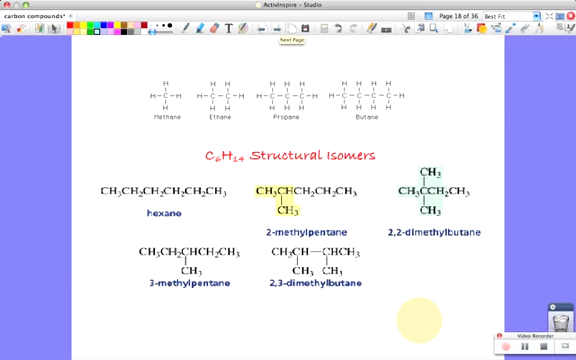 ActivInspire – Studio
carbon compounds*
Page 18 of 36
Best Fit
Next Page
H
H H
H H H
H H H H
H—C—H
H—C—C—H
H—C—C—C—H
H—C—C—C—C—H
H
H H
H H H
H H H H
Methane
Ethane
Propane
Butane
C₆H₁₄ Structural Isomers
CH₃
CH₃CH₂CH₂CH₂CH₂CH₃
CH₃CHCH₂CH₂CH₃
CH₃CCH₂CH₃
CH₃
CH₃
hexane
2-methylpentane
2,2-dimethylbutane
CH₃CH₂CHCH₂CH₃
CH₃CH—CHCH₃
CH₃
CH₃ CH₃
3-methylpentane
2,3-dimethylbutane
Video Recorder